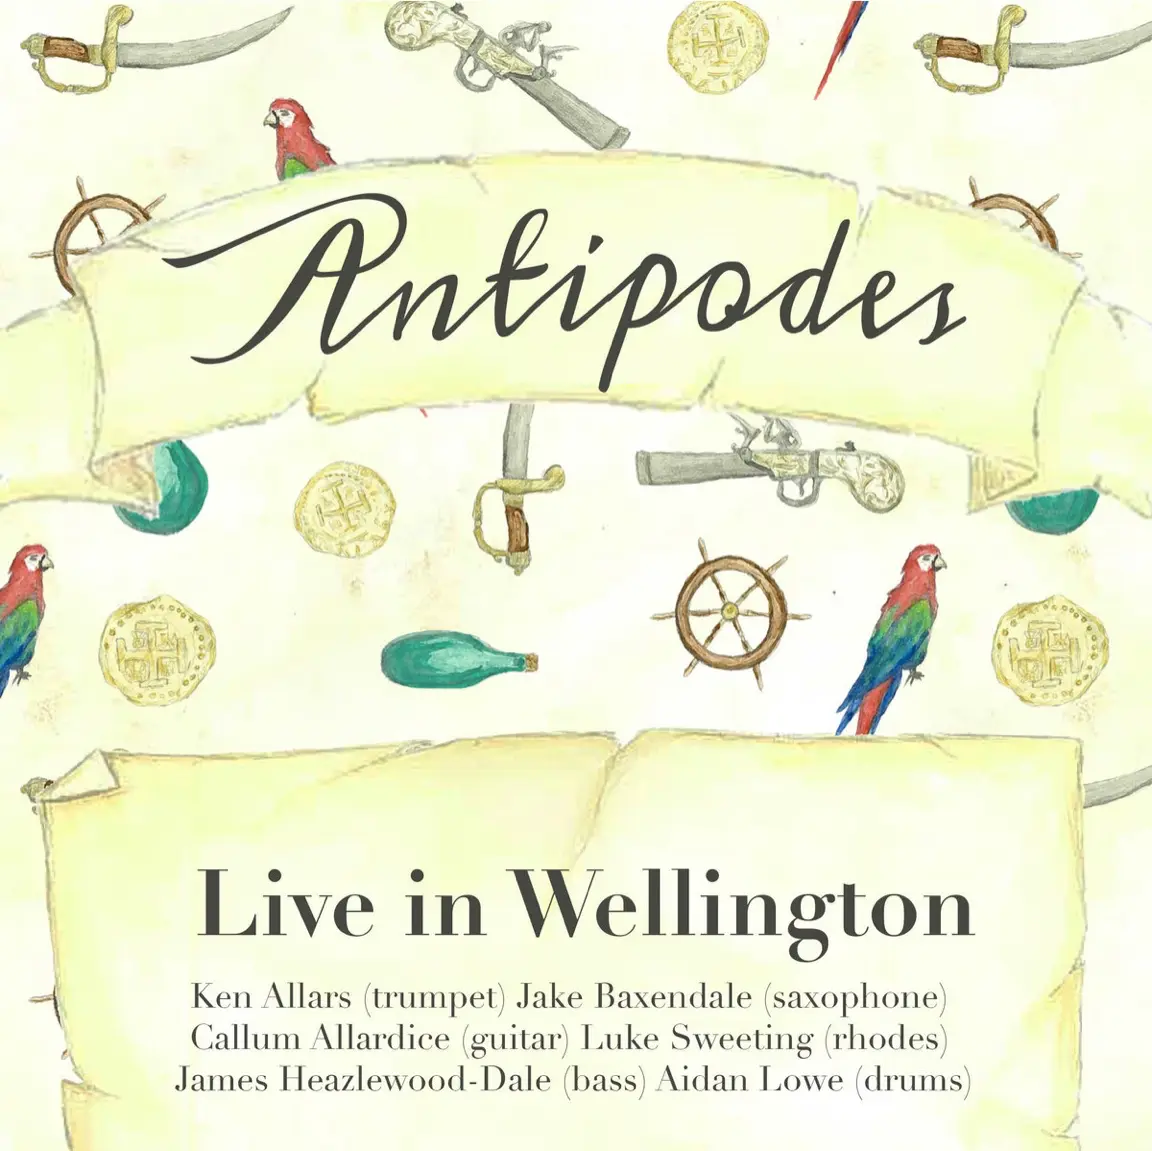 Antipodes
Live in Wellington
Ken Allars (trumpet) Jake Baxendale (saxophone)
Callum Allardice (guitar) Luke Sweeting (rhodes)
James Heazlewood-Dale (bass) Aidan Lowe (drums)